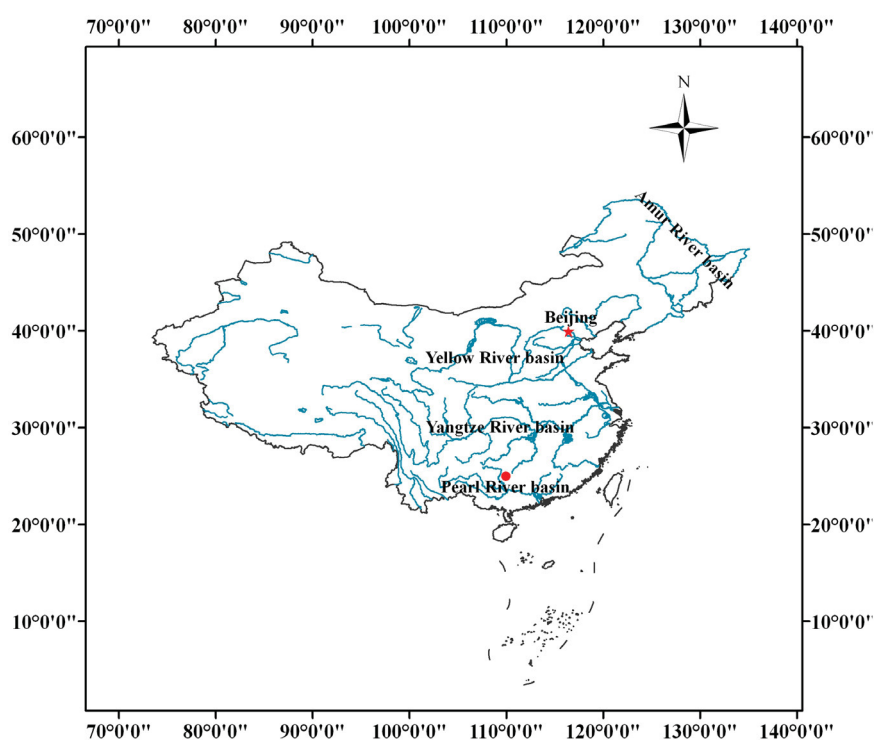 70°0'0" 80°0'0" 90°0'0" 100°0'0" 110°0'0" 120°0'0" 130°0'0" 140°0'0"
N
60°0'0" 60°0'0"
Amur River basin
50°0'0" 50°0'0"
Beijing
40°0'0" 40°0'0"
Yellow River basin
Yangtze River basin
30°0'0" 30°0'0"
Pearl River basin
20°0'0" 20°0'0"
10°0'0" 10°0'0"
70°0'0" 80°0'0" 90°0'0" 100°0'0" 110°0'0" 120°0'0" 130°0'0" 140°0'0"